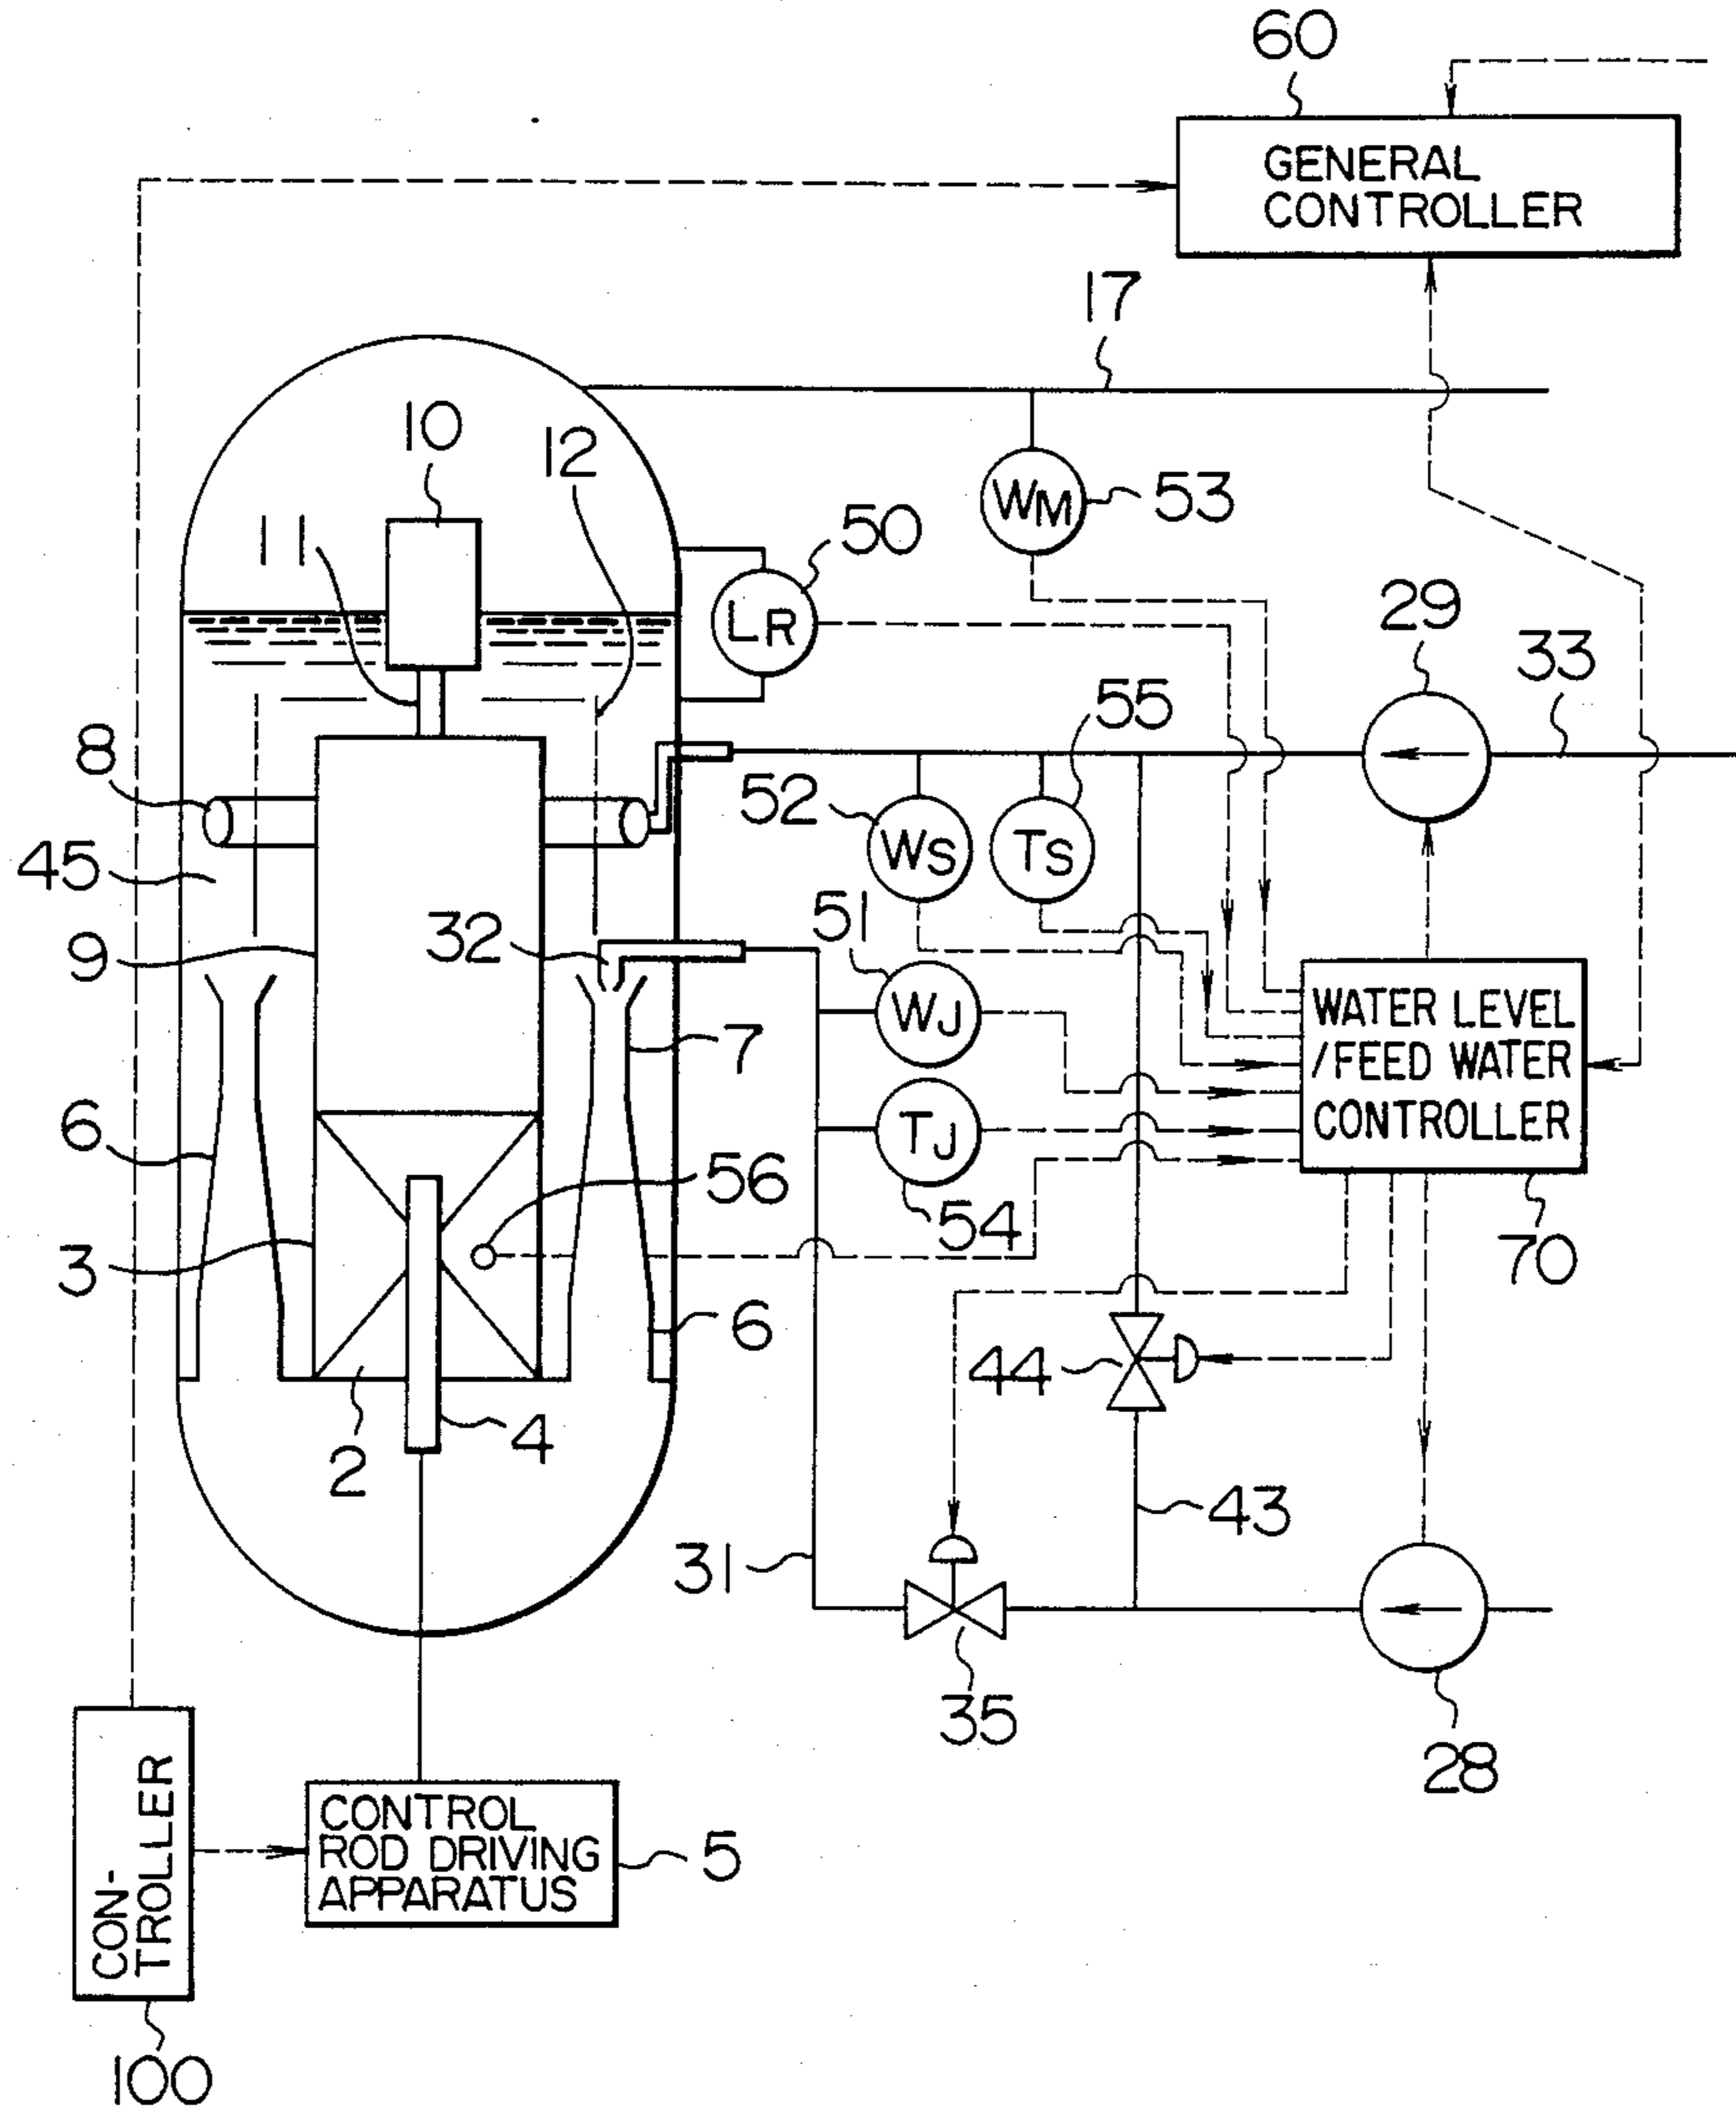 60
GENERAL
CONTROLLER
17
10
12
11
50
WM
53
LR
29
33
55
8
52
WS
TS
45
51
9
32
WJ
WATER LEVEL
/FEED WATER
CONTROLLER
7
6
TJ
56
54
70
3
6
44
2
4
43
31
35
28
CON-
TROLLER
CONTROL
ROD DRIVING
APPARATUS
5
100